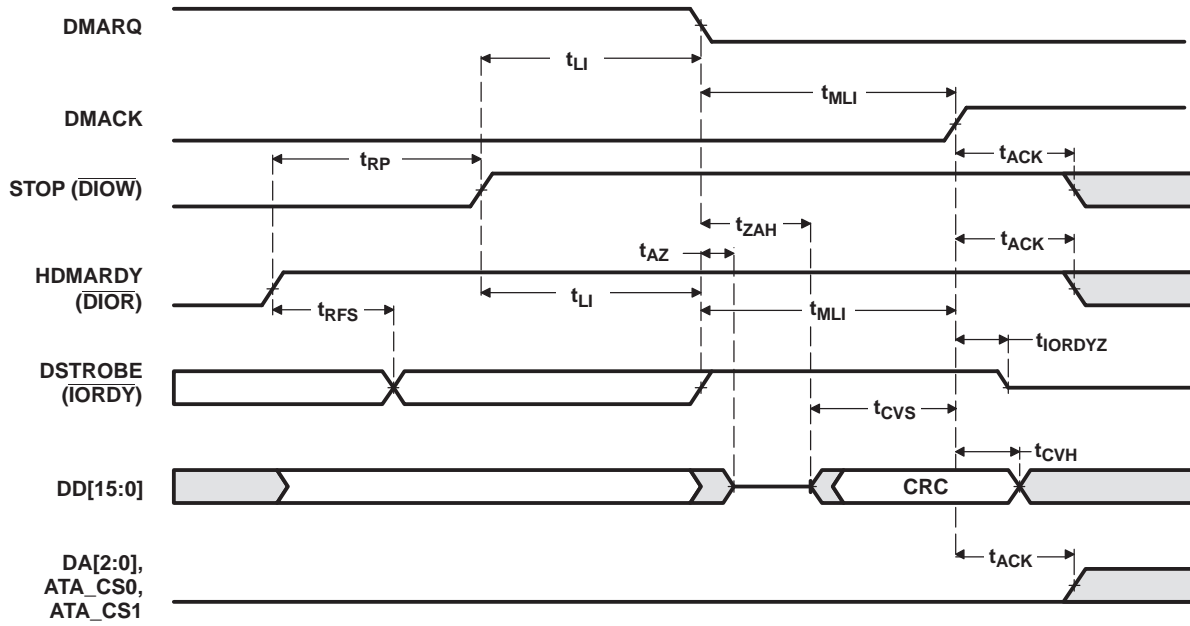 DMARQ
tLI
tMLI
DMACK
tRP
tACK
STOP (DIOW)
tZAH
tAZ
tACK
HDMARDY
(DIOR)
tRFS
tLI
tMLI
tIORDYZ
DSTROBE
(IORDY)
tCVS
tCVH
DD[15:0]
CRC
tACK
DA[2:0],
ATA_CS0,
ATA_CS1